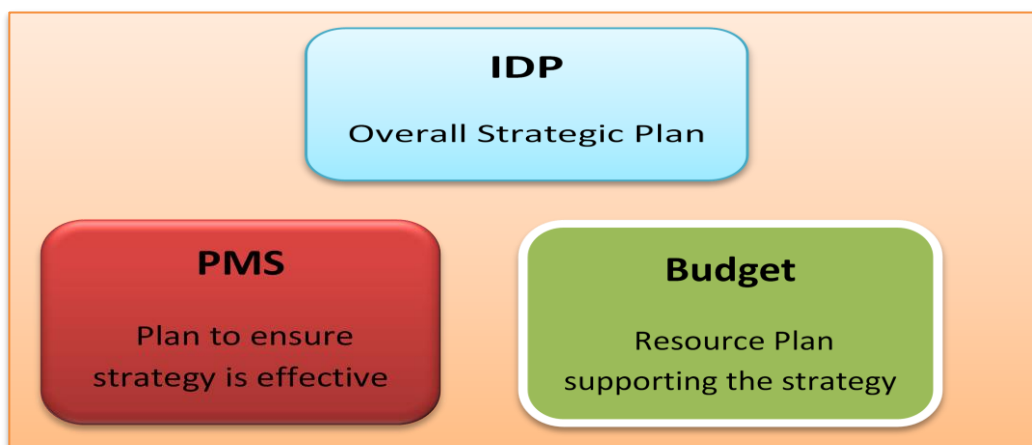 IDP
Overall Strategic Plan
PMS
Plan to ensure
strategy is effective
Budget
Resource Plan
supporting the strategy